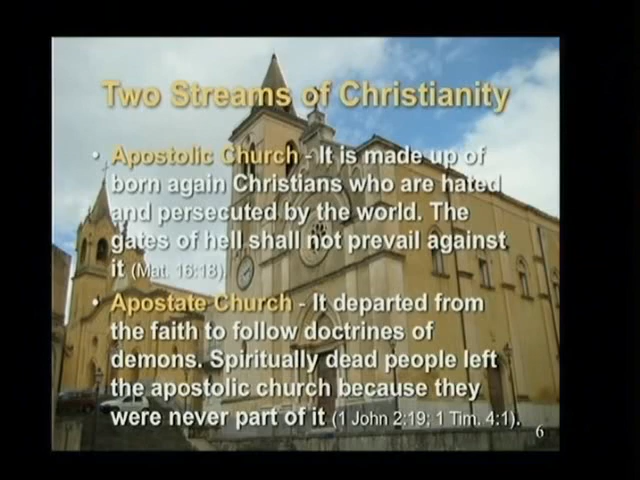 Two Streams of Christianity
• Apostolic Church - It is made up of
born again Christians who are hated
and persecuted by the world. The
gates of hell shall not prevail against
it (Mat. 16:18).
• Apostate Church - It departed from
the faith to follow doctrines of
demons. Spiritually dead people left
the apostolic church because they
were never part of it (1 John 2:19; 1 Tim. 4:1).
6